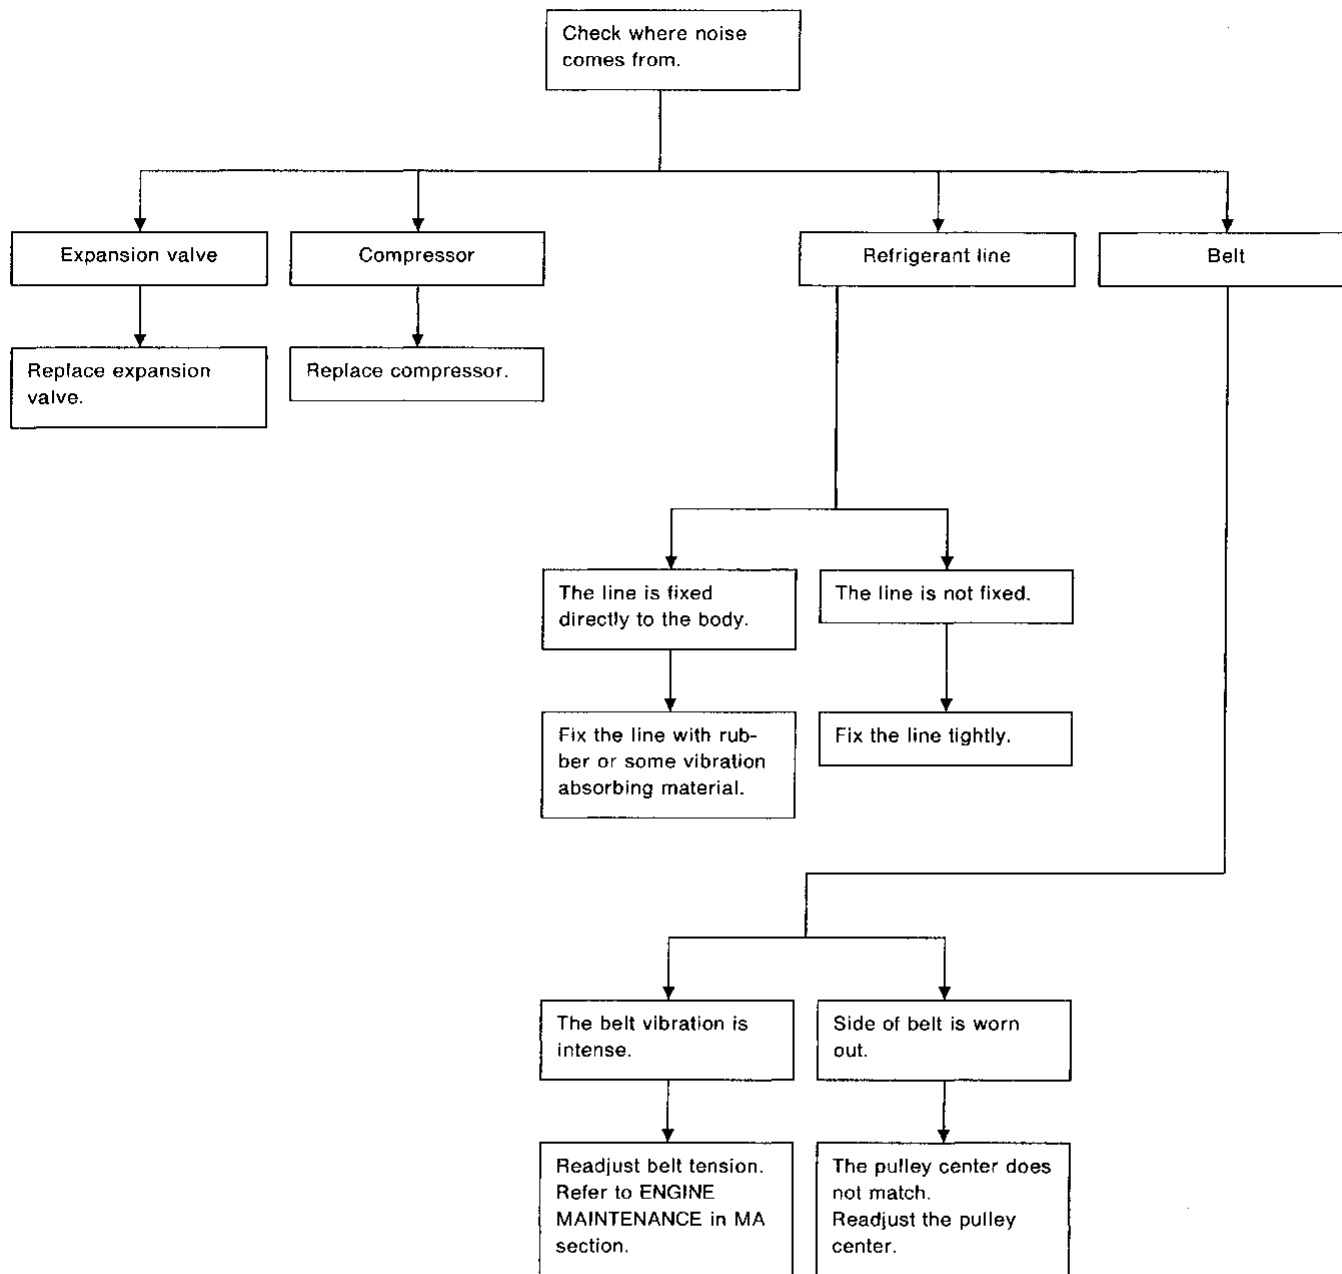 Check where noise
comes from.
Expansion valve
Compressor
Refrigerant line
Belt
Replace expansion
valve.
Replace compressor.
The line is fixed
directly to the body.
The line is not fixed.
Fix the line with rub-
ber or some vibration
absorbing material.
Fix the line tightly.
The belt vibration is
intense.
Side of belt is worn
out.
Readjust belt tension.
Refer to ENGINE
MAINTENANCE in MA
section.
The pulley center does
not match.
Readjust the pulley
center.